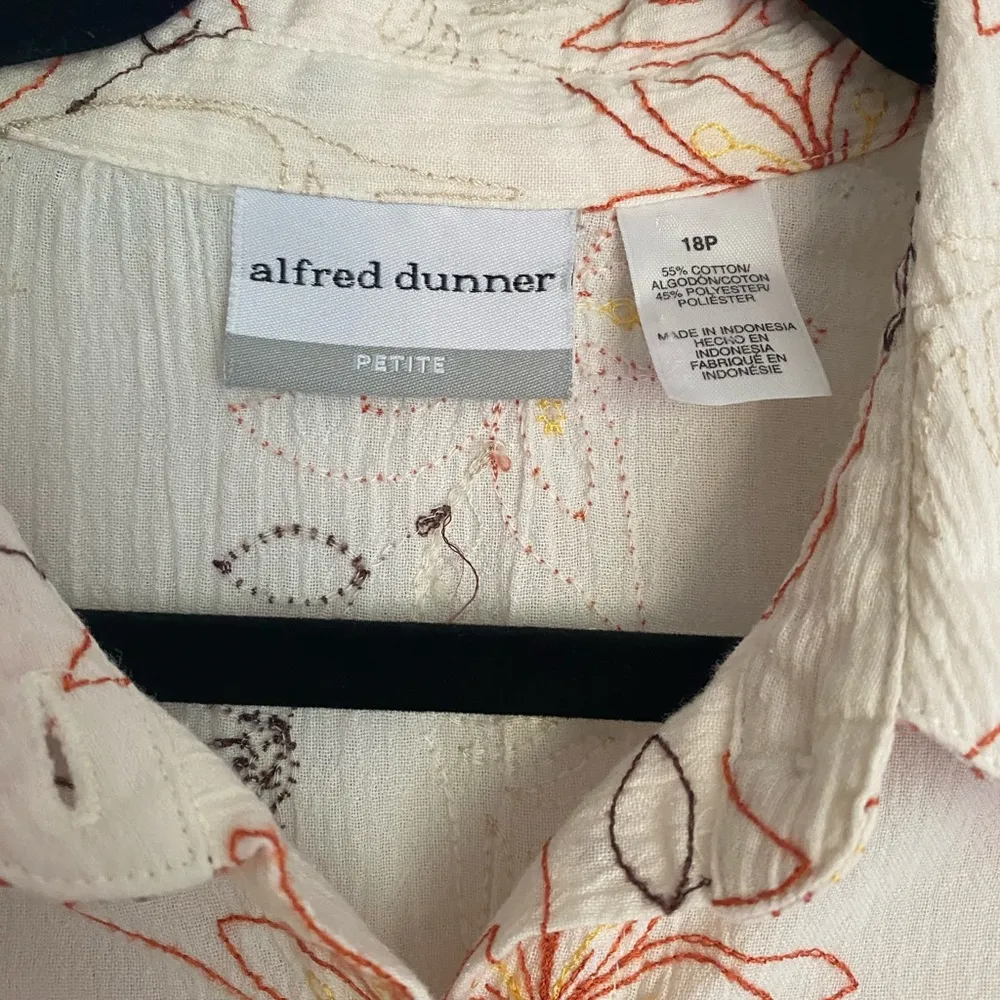 alfred dunner
PETITE
18P
55% COTTON/
ALGODÓN/COTON
45% POLYESTER/
POLIÉSTER
MADE IN INDONESIA
HECHO EN
INDONESIA
FABRIQUÉ EN
INDONÉSIE